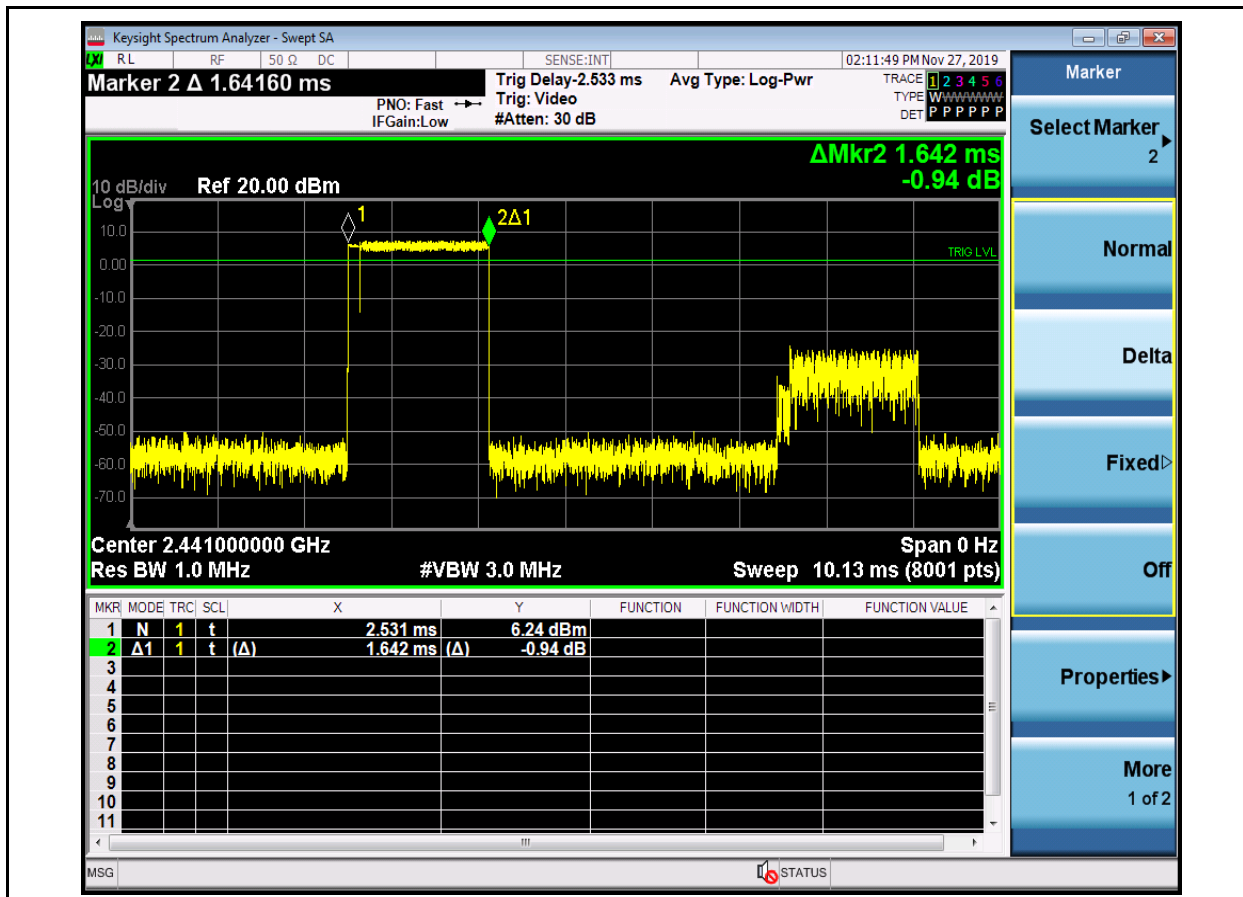 Keysight Spectrum Analyzer - Swept SA
LXI RL RF 50 Ω DC SENSE:INT 02:11:49 PM Nov 27, 2019
Marker 2 Δ 1.64160 ms
PNO: Fast
IFGain:Low
Trig Delay-2.533 ms
Trig: Video
#Atten: 30 dB
Avg Type: Log-Pwr
TRACE 1 2 3 4 5 6
TYPE WWWWWW
DET P P P P P P
ΔMkr2 1.642 ms
-0.94 dB
10 dB/div Ref 20.00 dBm
Log
1
2Δ1
10.0
TRIG LVL
0.00
-10.0
-20.0
-30.0
-40.0
-50.0
-60.0
-70.0
Center 2.441000000 GHz Span 0 Hz
Res BW 1.0 MHz #VBW 3.0 MHz Sweep 10.13 ms (8001 pts)
MKR MODE TRC SCL X Y FUNCTION FUNCTION WIDTH FUNCTION VALUE
1 N 1 t 2.531 ms 6.24 dBm
2 Δ1 1 t (Δ) 1.642 ms (Δ) -0.94 dB
3
4
5
6
7
8
9
10
11
MSG STATUS
Marker
Select Marker
2
Normal
Delta
Fixed
Off
Properties
More
1 of 2